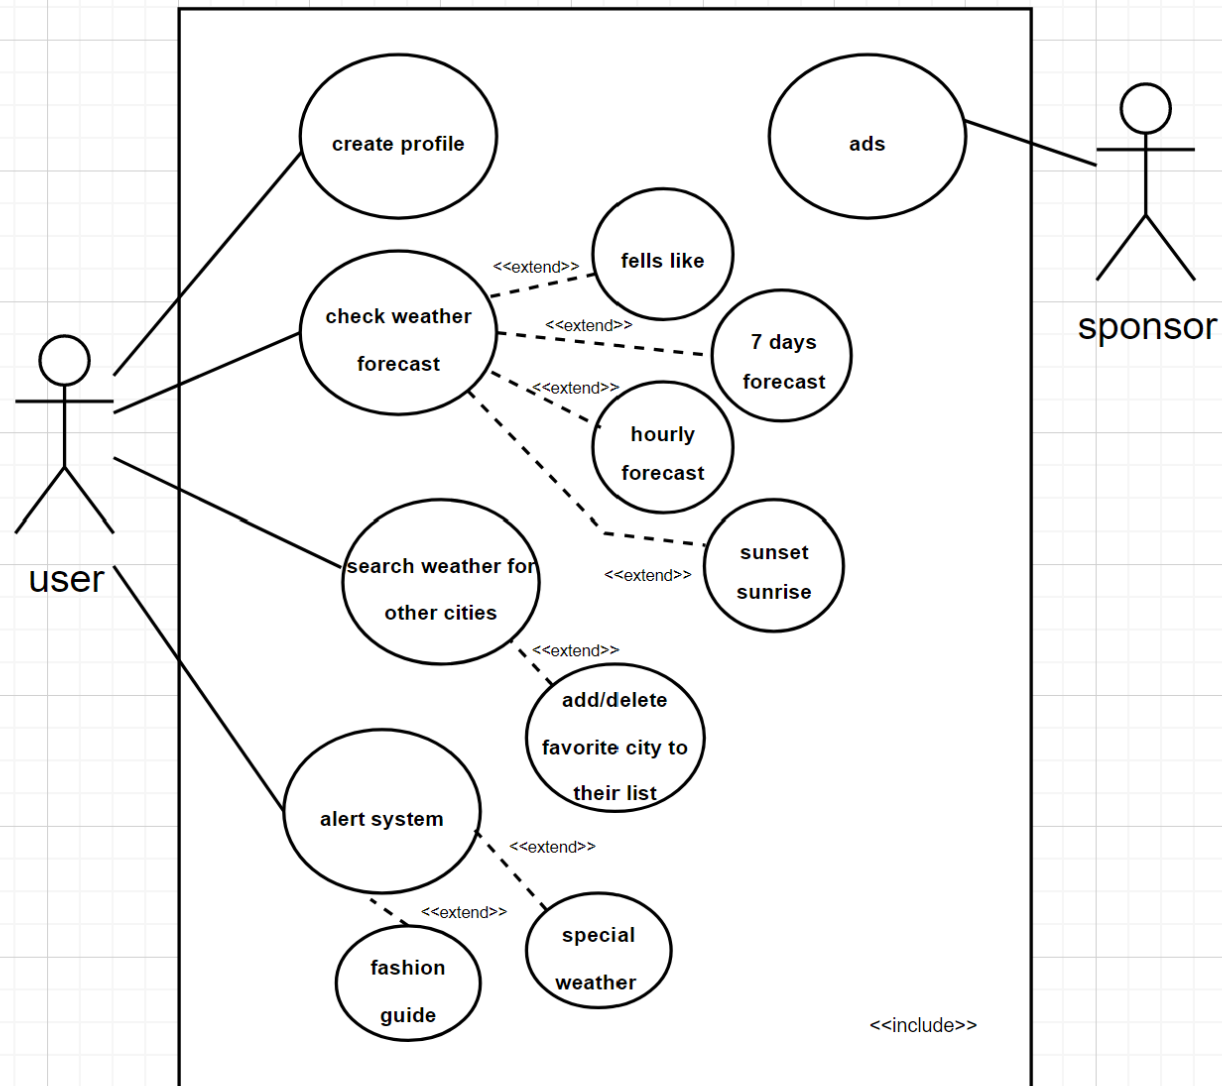 create profile
ads
<<extend>>
fells like
sponsor
check weather
forecast
<<extend>>
7 days
forecast
<<extend>>
hourly
forecast
user
search weather for
other cities
sunset
sunrise
<<extend>>
<<extend>>
add/delete
favorite city to
their list
alert system
<<extend>>
<<extend>>
special
weather
fashion
guide
<<include>>